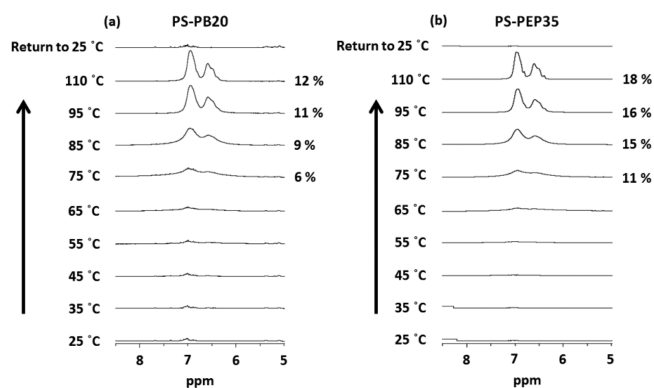 (a) PS-PB20
Return to 25 ˚C
110 ˚C 12 %
95 ˚C 11 %
85 ˚C 9 %
75 ˚C 6 %
65 ˚C
55 ˚C
45 ˚C
35 ˚C
25 ˚C
8 7 6 5
ppm
(b) PS-PEP35
Return to 25 ˚C
110 ˚C 18 %
95 ˚C 16 %
85 ˚C 15 %
75 ˚C 11 %
65 ˚C
55 ˚C
45 ˚C
35 ˚C
25 ˚C
8 7 6 5
ppm